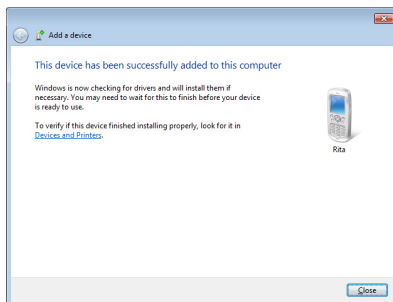 Add a device
This device has been successfully added to this computer
Windows is now checking for drivers and will install them if
necessary. You may need to wait for this to finish before your device
is ready to use.
To verify if this device finished installing properly, look for it in
Devices and Printers.
Rita
Close